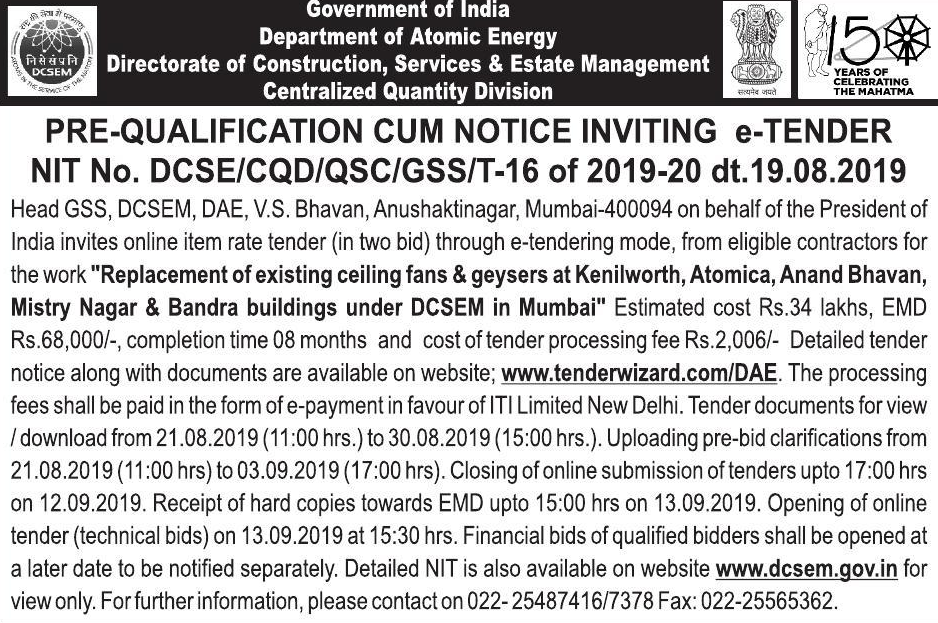 Government of India
Department of Atomic Energy
Directorate of Construction, Services & Estate Management
Centralized Quantity Division
निसेसंप्रनि
DCSEM
ATOMS IN THE SERVICE OF THE NATION
सत्यमेव जयते
150
YEARS OF
CELEBRATING
THE MAHATMA
PRE-QUALIFICATION CUM NOTICE INVITING e-TENDER
NIT No. DCSE/CQD/QSC/GSS/T-16 of 2019-20 dt.19.08.2019
Head GSS, DCSEM, DAE, V.S. Bhavan, Anushaktinagar, Mumbai-400094 on behalf of the President of
India invites online item rate tender (in two bid) through e-tendering mode, from eligible contractors for
the work "Replacement of existing ceiling fans & geysers at Kenilworth, Atomica, Anand Bhavan,
Mistry Nagar & Bandra buildings under DCSEM in Mumbai" Estimated cost Rs.34 lakhs, EMD
Rs.68,000/-, completion time 08 months and cost of tender processing fee Rs.2,006/- Detailed tender
notice along with documents are available on website; www.tenderwizard.com/DAE. The processing
fees shall be paid in the form of e-payment in favour of ITI Limited New Delhi. Tender documents for view
/ download from 21.08.2019 (11:00 hrs.) to 30.08.2019 (15:00 hrs.). Uploading pre-bid clarifications from
21.08.2019 (11:00 hrs) to 03.09.2019 (17:00 hrs). Closing of online submission of tenders upto 17:00 hrs
on 12.09.2019. Receipt of hard copies towards EMD upto 15:00 hrs on 13.09.2019. Opening of online
tender (technical bids) on 13.09.2019 at 15:30 hrs. Financial bids of qualified bidders shall be opened at
a later date to be notified separately. Detailed NIT is also available on website www.dcsem.gov.in for
view only. For further information, please contact on 022- 25487416/7378 Fax: 022-25565362.